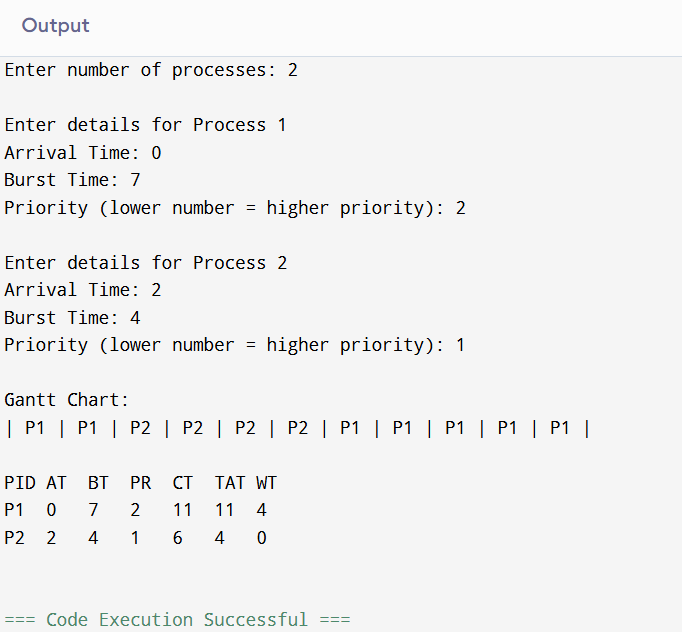 Output
Enter number of processes: 2
Enter details for Process 1
Arrival Time: 0
Burst Time: 7
Priority (lower number = higher priority): 2
Enter details for Process 2
Arrival Time: 2
Burst Time: 4
Priority (lower number = higher priority): 1
Gantt Chart:
| P1 | P1 | P2 | P2 | P2 | P2 | P1 | P1 | P1 | P1 | P1 |
PID AT  BT  PR  CT  TAT WT
P1  0   7   2   11  11  4
P2  2   4   1   6   4   0
=== Code Execution Successful ===